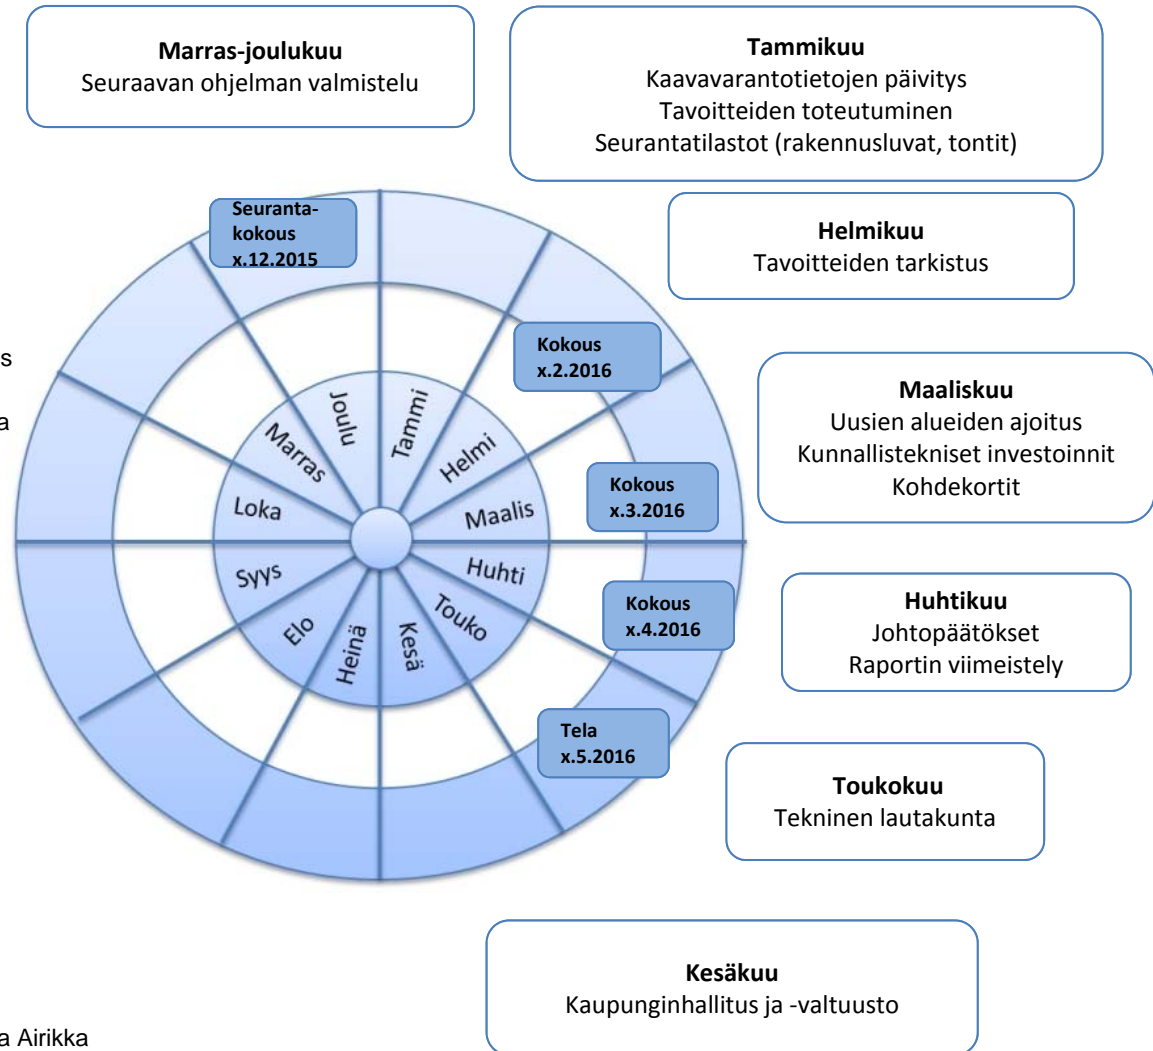 Marras-joulukuu
Seuraavan ohjelman valmistelu
Tammikuu
Kaavavarantotietojen päivitys
Tavoitteiden toteutuminen
Seurantatilastot (rakennusluvat, tontit)
Helmikuu
Tavoitteiden tarkistus
Maaliskuu
Uusien alueiden ajoitus
Kunnallistekniset investoinnit
Kohdekortit
Huhtikuu
Johtopäätökset
Raportin viimeistely
Toukokuu
Tekninen lautakunta
Kesäkuu
Kaupunginhallitus ja -valtuusto
Seuranta-
kokous
x.12.2015
Kokous
x.2.2016
Kokous
x.3.2016
Kokous
x.4.2016
Tela
x.5.2016
Tammi
Helmi
Maalis
Huhti
Touko
Kesä
Heinä
Elo
Syys
Loka
Marras
Joulu
s
a
a Airikka